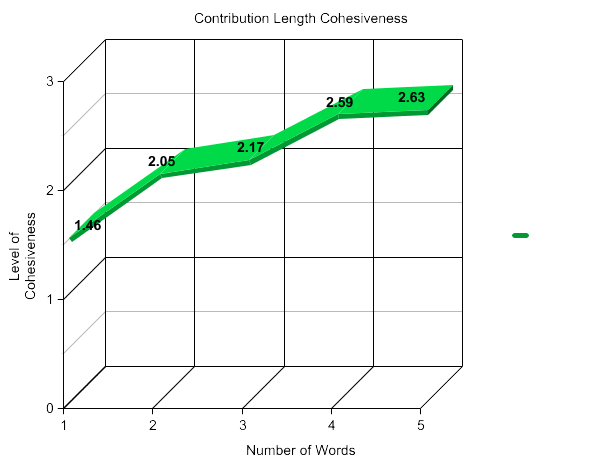 Contribution Length Cohesiveness
3
2
1
0
Level of
Cohesiveness
1.46
2.05
2.17
2.59
2.63
1 2 3 4 5
Number of Words